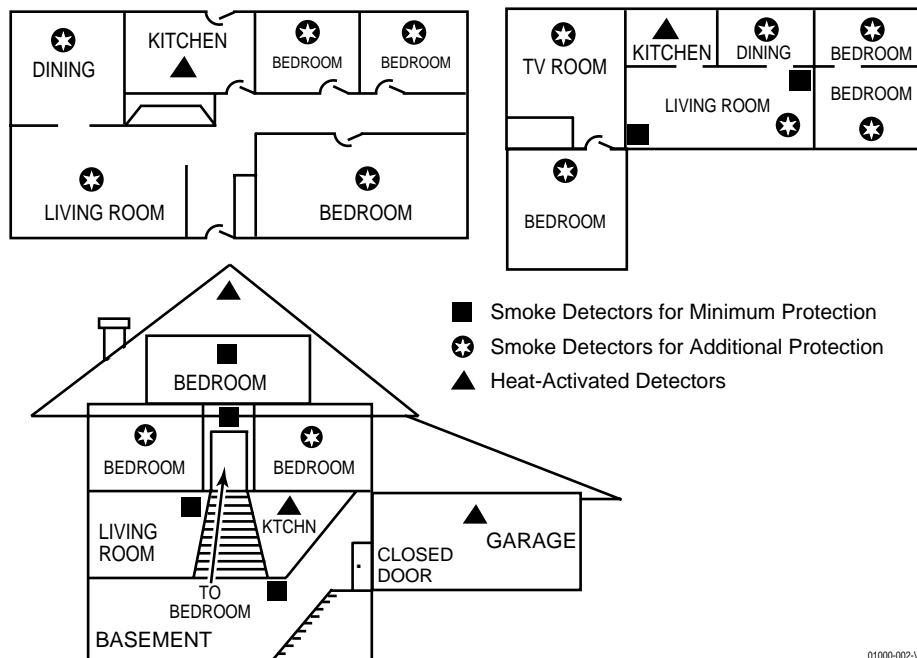 DINING
KITCHEN
BEDROOM
BEDROOM
LIVING ROOM
BEDROOM
TV ROOM
KITCHEN
DINING
BEDROOM
LIVING ROOM
BEDROOM
BEDROOM
Smoke Detectors for Minimum Protection
Smoke Detectors for Additional Protection
Heat-Activated Detectors
BEDROOM
BEDROOM
BEDROOM
LIVING
ROOM
KTCHN
TO
BEDROOM
BASEMENT
CLOSED
DOOR
GARAGE